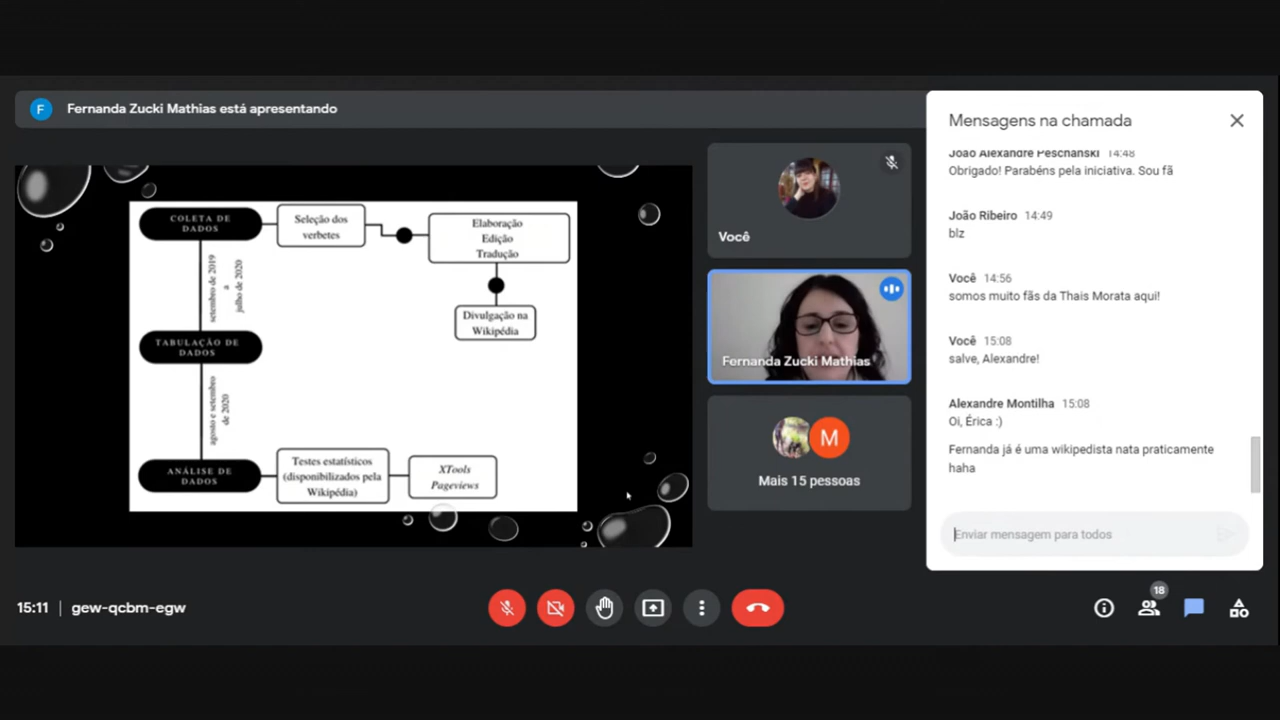 F
Fernanda Zucki Mathias está apresentando
COLETA DE
DADOS
Seleção dos
verbetes
Elaboração
Edição
Tradução
Divulgação na
Wikipédia
setembro de 2019
a
julho de 2020
TABULAÇÃO DE
DADOS
agosto e setembro
de 2020
ANÁLISE DE
DADOS
Testes estatísticos
(disponibilizados pela
Wikipédia)
XTools
Pageviews
Você
Fernanda Zucki Mathias
M
Mais 15 pessoas
Mensagens na chamada
João Alexandre Peschanski 14:48
Obrigado! Parabéns pela iniciativa. Sou fã
João Ribeiro 14:49
blz
Você 14:56
somos muito fãs da Thais Morata aqui!
Você 15:08
salve, Alexandre!
Alexandre Montilha 15:08
Oi, Érica :)
Fernanda já é uma wikipedista nata praticamente
haha
Enviar mensagem para todos
15:11 | gew-qcbm-egw
18